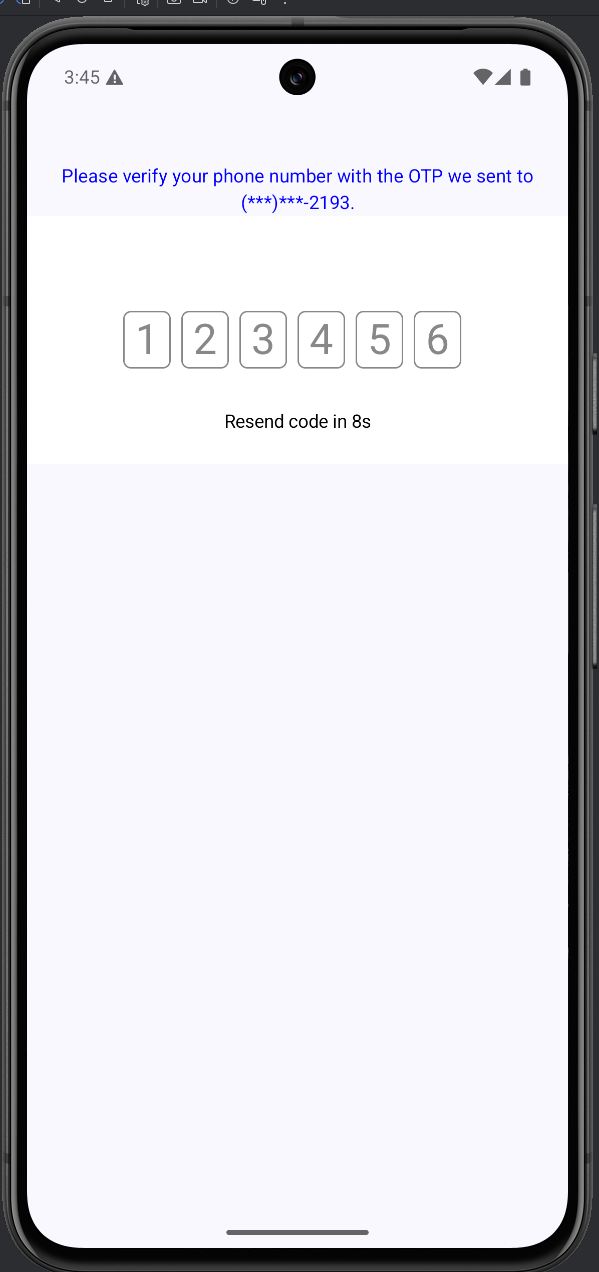 3:45
Please verify your phone number with the OTP we sent to
(***)***-2193.
1 2 3 4 5 6
Resend code in 8s